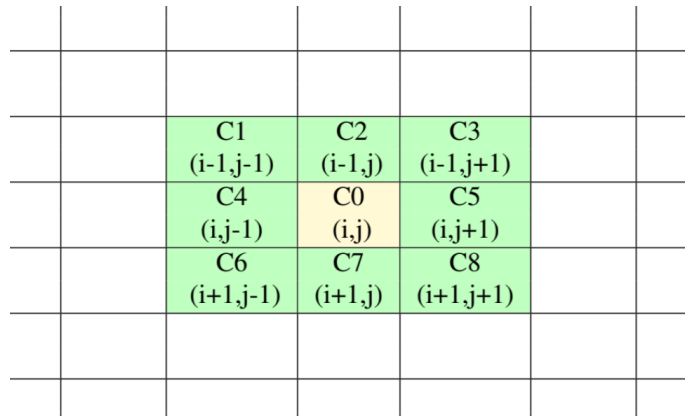 C1 C2 C3
(i-1,j-1) (i-1,j) (i-1,j+1)
C4 C0 C5
(i,j-1) (i,j) (i,j+1)
C6 C7 C8
(i+1,j-1) (i+1,j) (i+1,j+1)